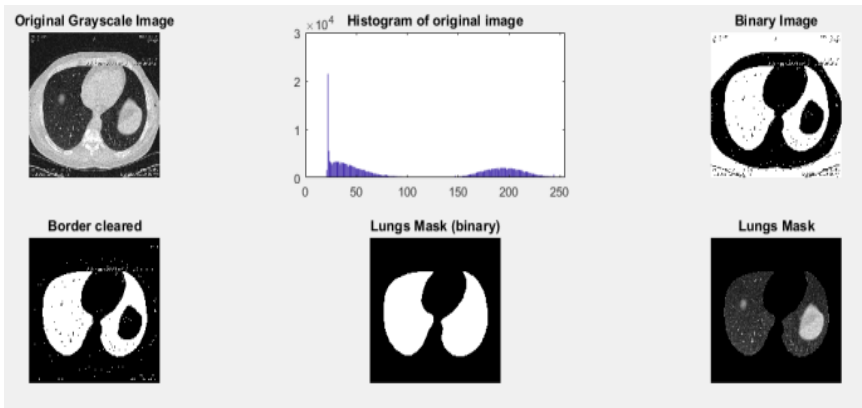 Original Grayscale Image
Histogram of original image
Binary Image
×10^4
3
2
1
0
0 50 100 150 200 250
Border cleared
Lungs Mask (binary)
Lungs Mask